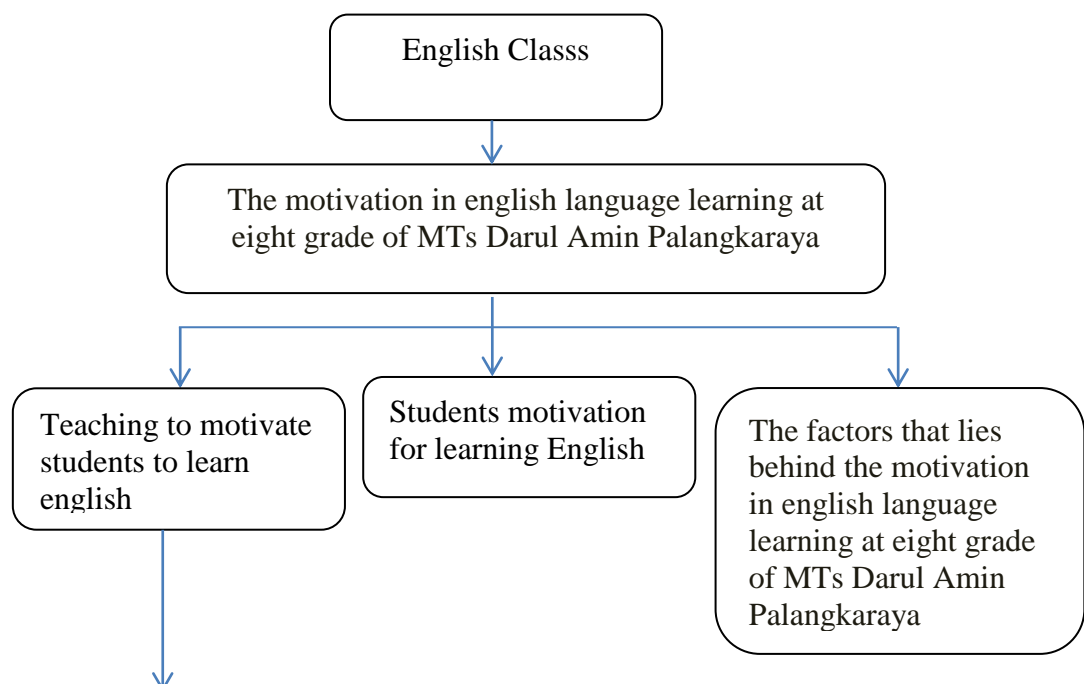 English Classs
The motivation in english language learning at
eight grade of MTs Darul Amin Palangkaraya
Teaching to motivate
students to learn
english
Students motivation
for learning English
The factors that lies
behind the motivation
in english language
learning at eight grade
of MTs Darul Amin
Palangkaraya